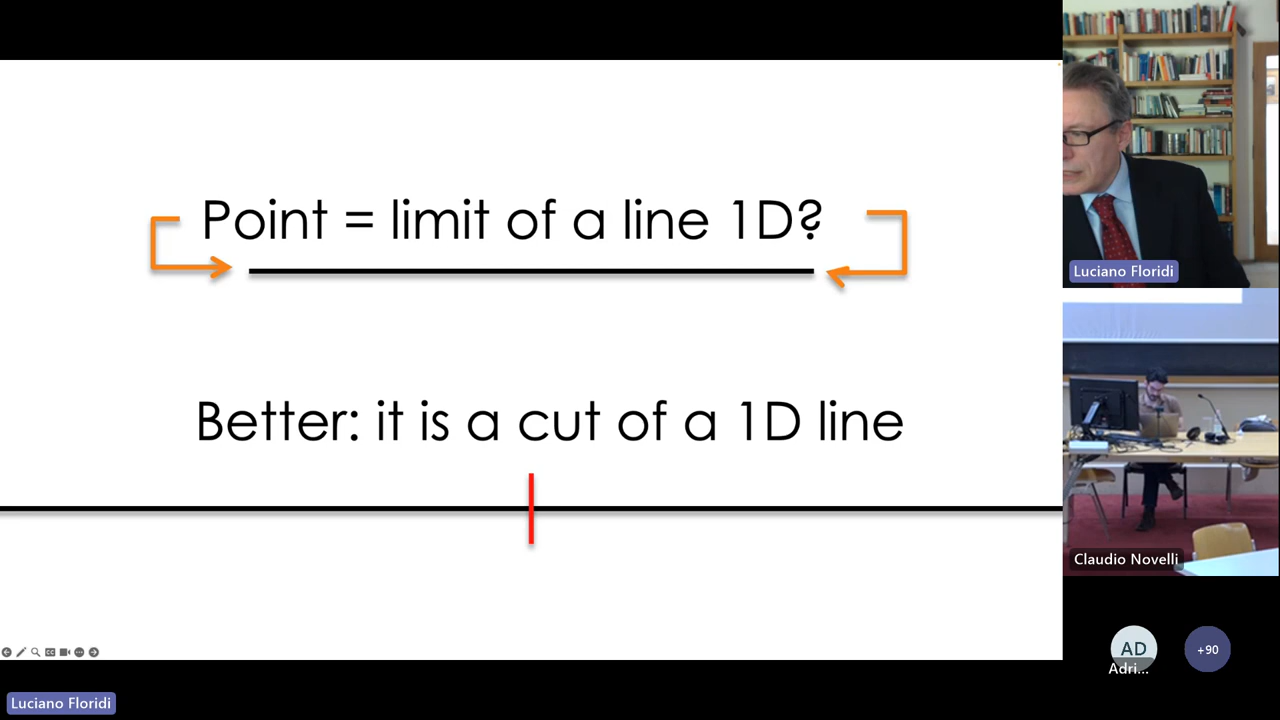 Point = limit of a line 1D?
Better: it is a cut of a 1D line
Luciano Floridi
Claudio Novelli
AD
Adri...
+90
Luciano Floridi